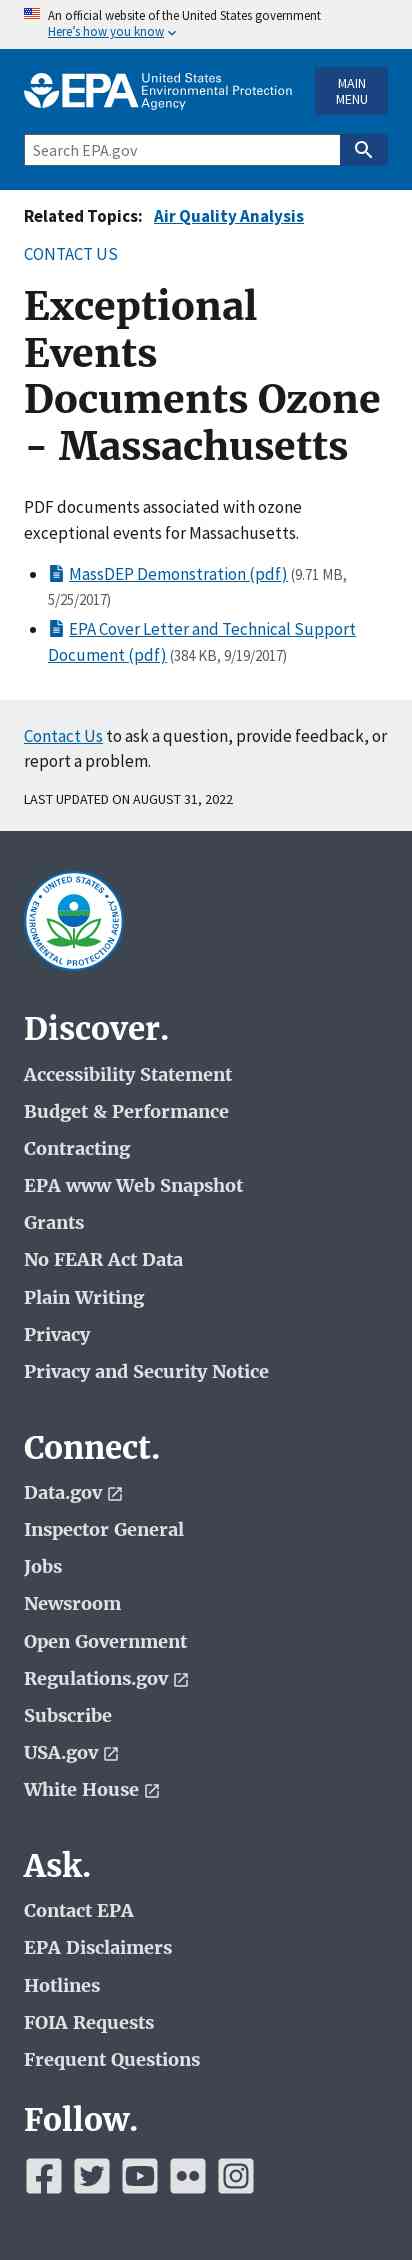 An official website of the United States government
Here's how you know
EPA United States
Environmental Protection
Agency
MAIN
MENU
Search EPA.gov
Related Topics: Air Quality Analysis
CONTACT US
Exceptional
Events
Documents Ozone
- Massachusetts
PDF documents associated with ozone
exceptional events for Massachusetts.
MassDEP Demonstration (pdf) (9.71 MB,
5/25/2017)
EPA Cover Letter and Technical Support
Document (pdf) (384 KB, 9/19/2017)
Contact Us to ask a question, provide feedback, or
report a problem.
LAST UPDATED ON AUGUST 31, 2022
UNITED STATES
ENVIRONMENTAL PROTECTION AGENCY
Discover.
Accessibility Statement
Budget & Performance
Contracting
EPA www Web Snapshot
Grants
No FEAR Act Data
Plain Writing
Privacy
Privacy and Security Notice
Connect.
Data.gov
Inspector General
Jobs
Newsroom
Open Government
Regulations.gov
Subscribe
USA.gov
White House
Ask.
Contact EPA
EPA Disclaimers
Hotlines
FOIA Requests
Frequent Questions
Follow.